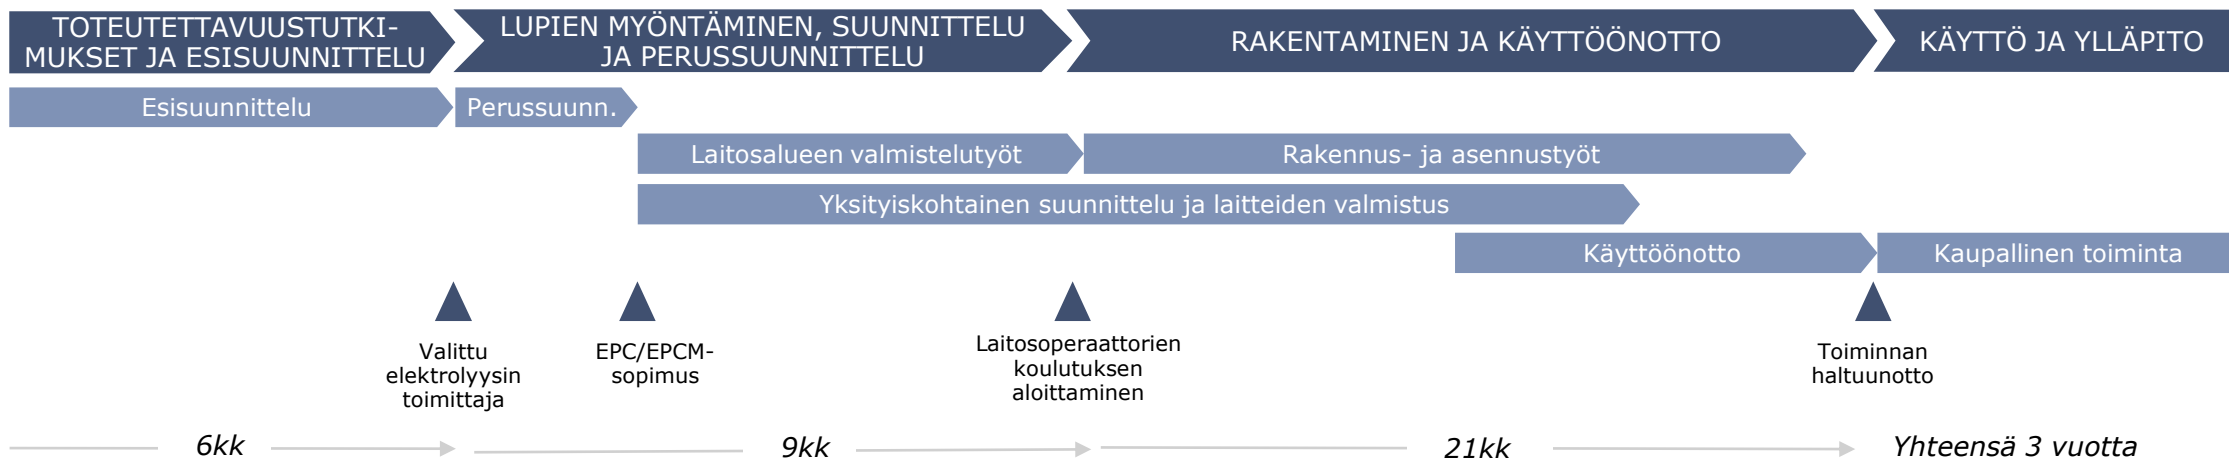 TOTEUTETTAVUUSTUTKI-
MUKSET JA ESISUUNNITTELU
LUPIEN MYÖNTÄMINEN, SUUNNITTELU
JA PERUSSUUNNITTELU
RAKENTAMINEN JA KÄYTTÖÖNOTTO
KÄYTTÖ JA YLLÄPITO
Esisuunnittelu
Perussuunn.
Laitosalueen valmistelutyöt
Rakennus- ja asennustyöt
Yksityiskohtainen suunnittelu ja laitteiden valmistus
Käyttöönotto
Kaupallinen toiminta
Valittu
elektrolyysin
toimittaja
EPC/EPCM-
sopimus
Laitosoperaattorien
koulutuksen
aloittaminen
Toiminnan
haltuunotto
6kk
9kk
21kk
Yhteensä 3 vuotta